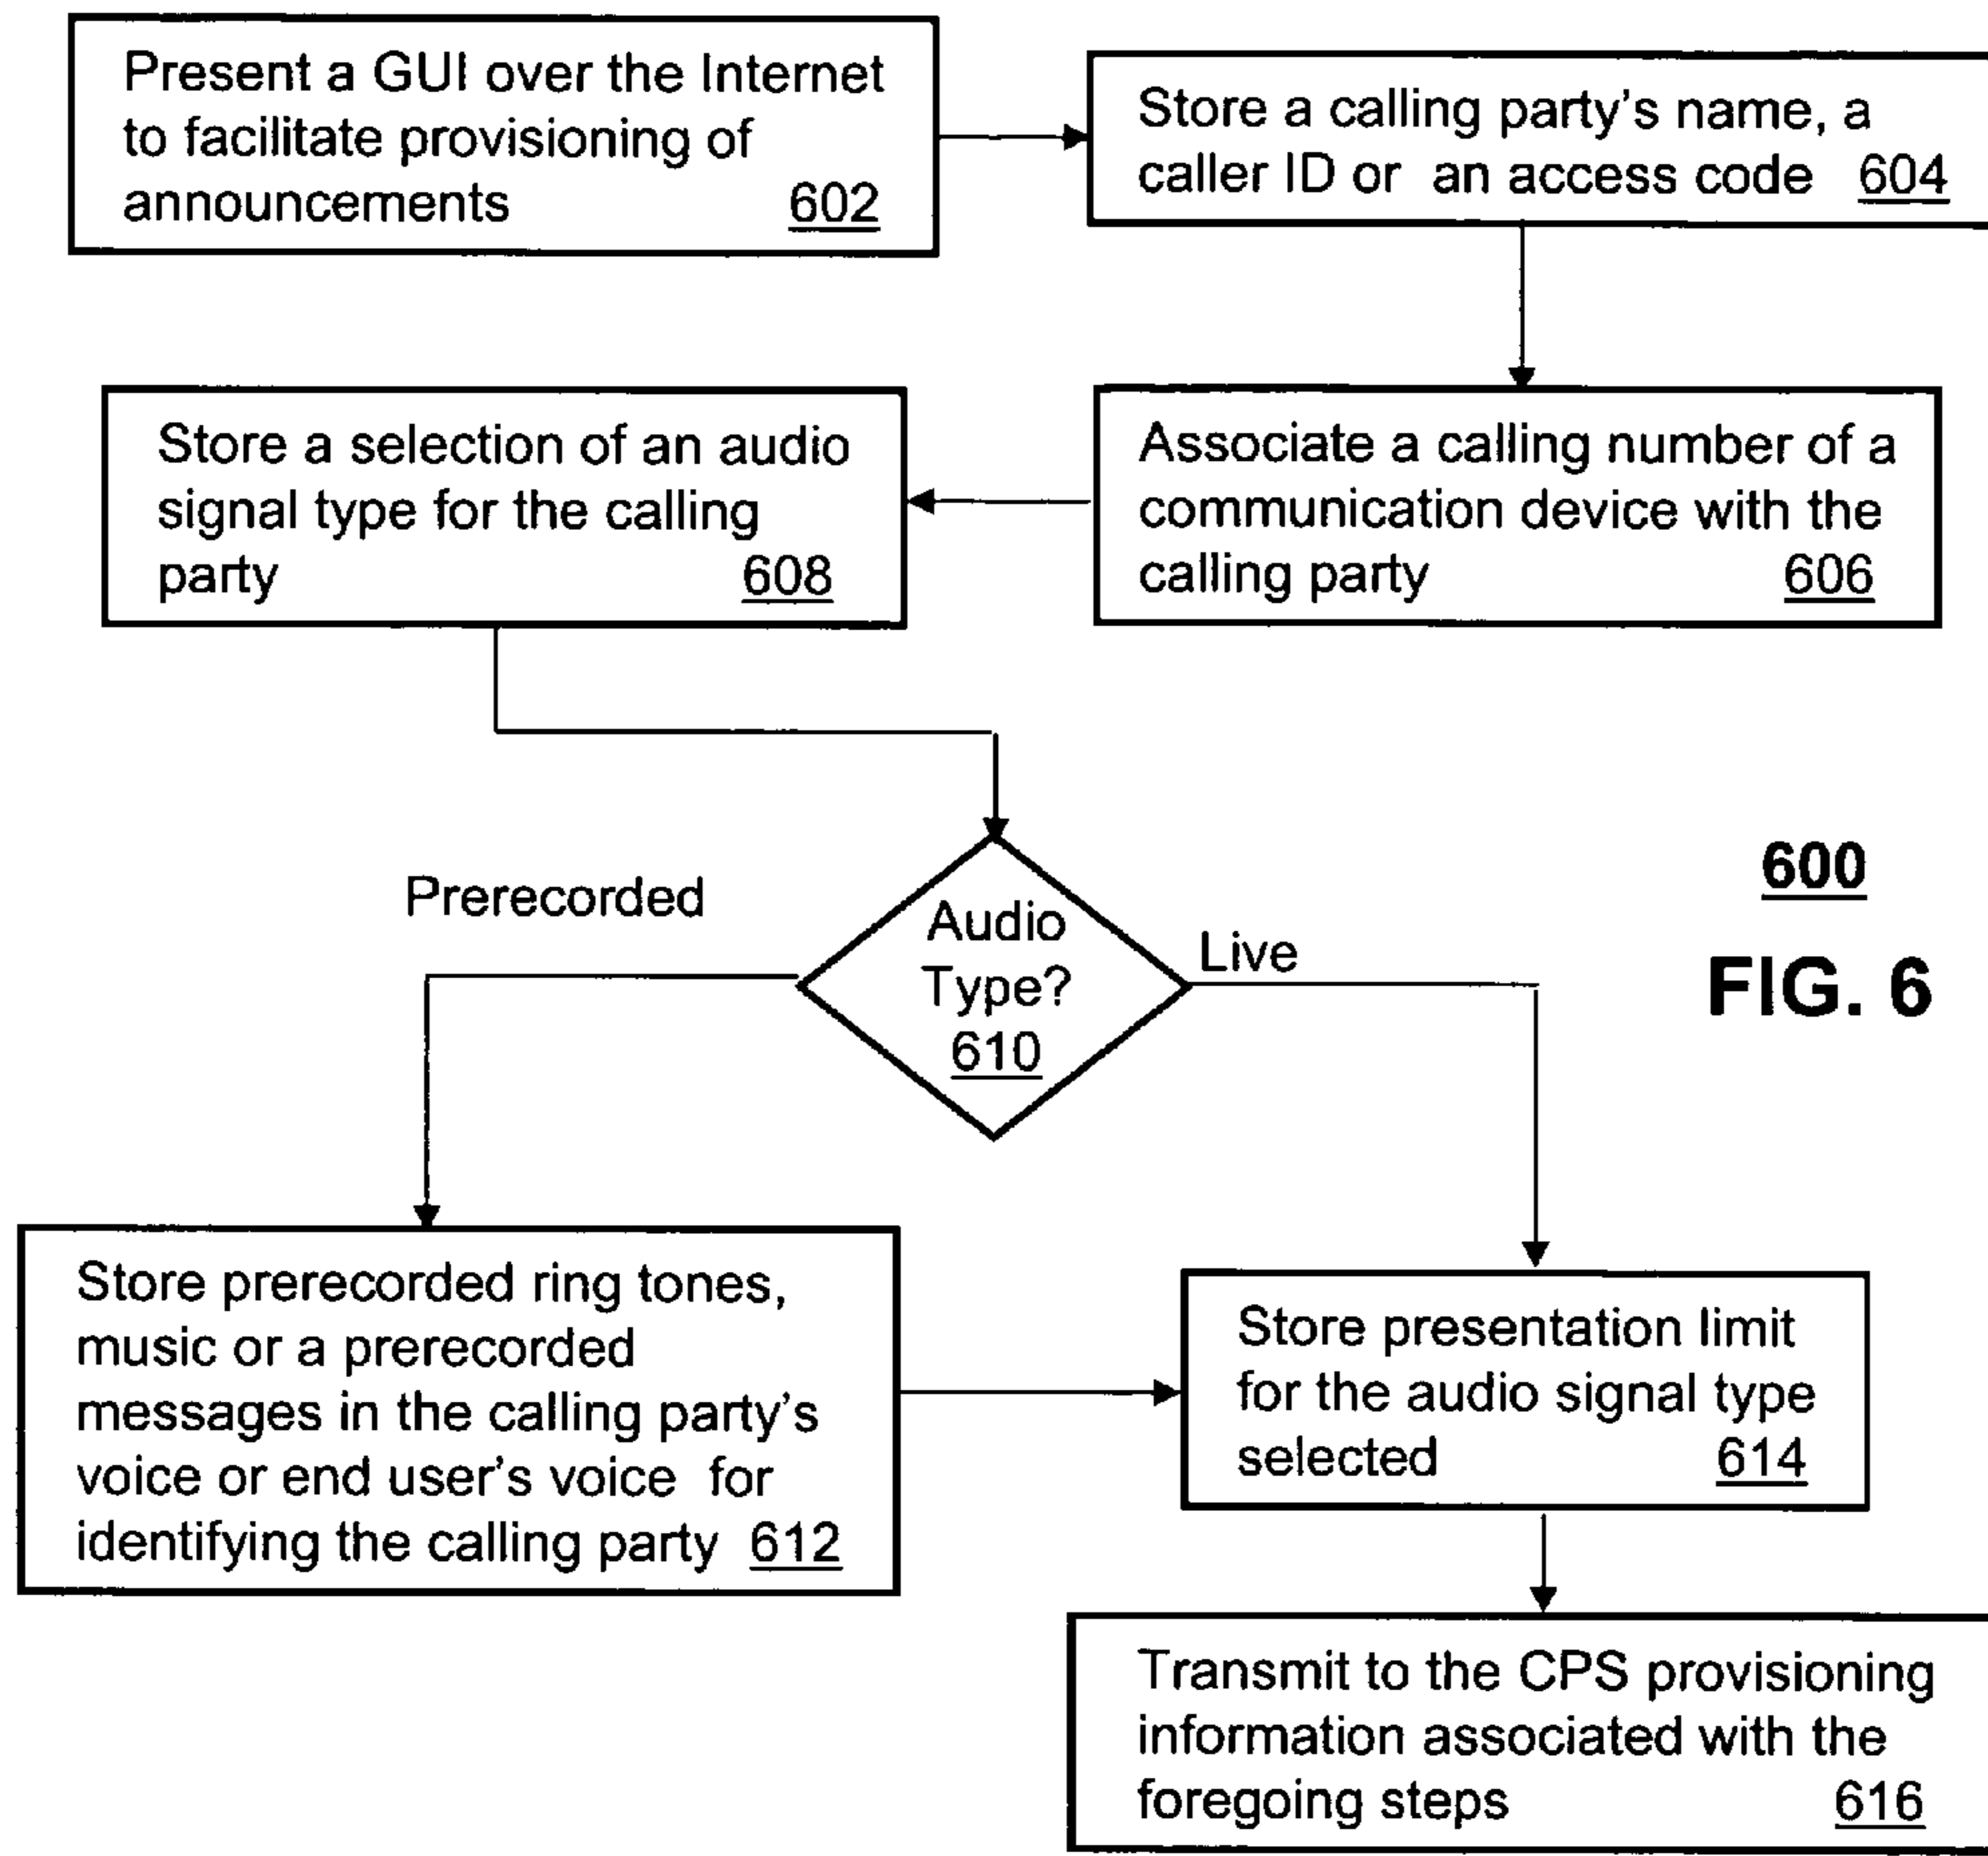 Present a GUI over the Internet
to facilitate provisioning of
announcements 602
Store a calling party's name, a
caller ID or an access code 604
Associate a calling number of a
communication device with the
calling party 606
Store a selection of an audio
signal type for the calling
party 608
Audio
Type?
610
Prerecorded
Live
600
FIG. 6
Store prerecorded ring tones,
music or a prerecorded
messages in the calling party's
voice or end user's voice for
identifying the calling party 612
Store presentation limit
for the audio signal type
selected 614
Transmit to the CPS provisioning
information associated with the
foregoing steps 616